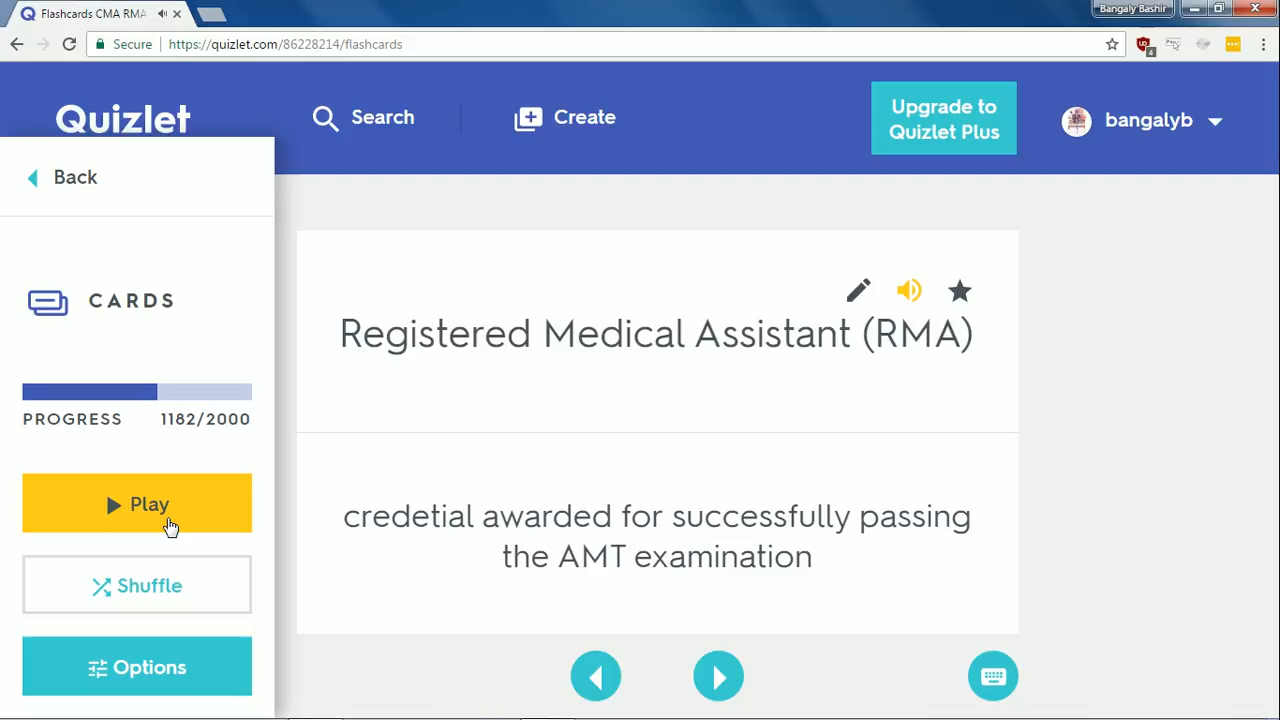 Flashcards CMA RMA
Bangaly Bashir
Secure
https://quizlet.com/86228214/flashcards
4
Quizlet
Search
Create
Upgrade to
Quizlet Plus
bangalyb
Back
CARDS
PROGRESS 1182/2000
Play
Shuffle
Options
Registered Medical Assistant (RMA)
credetial awarded for successfully passing
the AMT examination